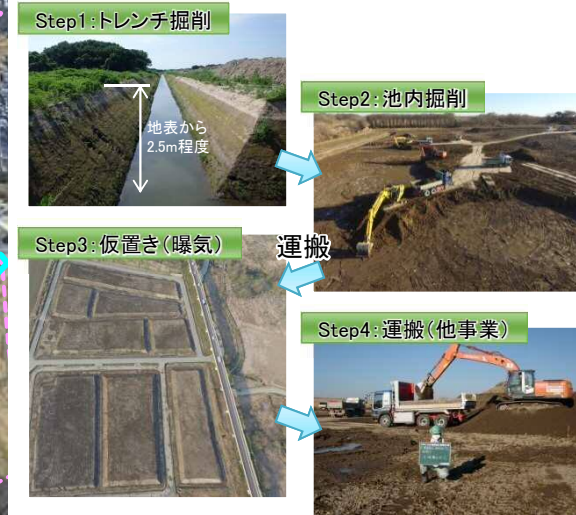 Step1:トレンチ掘削
地表から
2.5m程度
Step2:池内掘削
Step3:仮置き(曝気)
運搬
Step4:運搬(他事業)